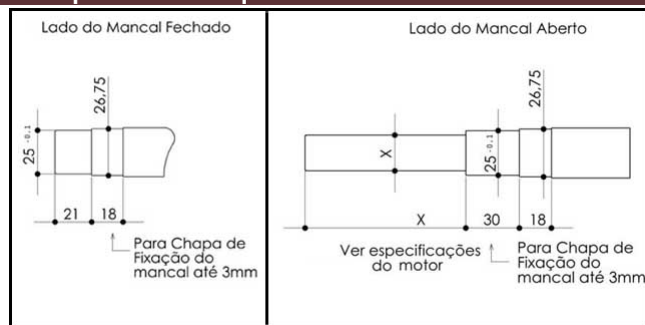 Lado do Mancal Fechado
26,75
25 -0.1
21
18
Para Chapa de
Fixação do
mancal até 3mm
Lado do Mancal Aberto
26,75
X
25 -0.1
X
30
18
Ver especificações
do motor
Para Chapa de
Fixação do
mancal até 3mm